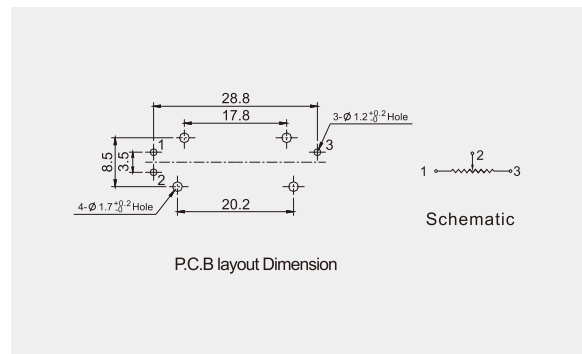 28.8
17.8
3-Ø 1.2 +0.2 -0 Hole
1
3
8.5
3.5
2
4-Ø 1.7 +0.2 -0 Hole
20.2
1
2
3
Schematic
P.C.B layout Dimension